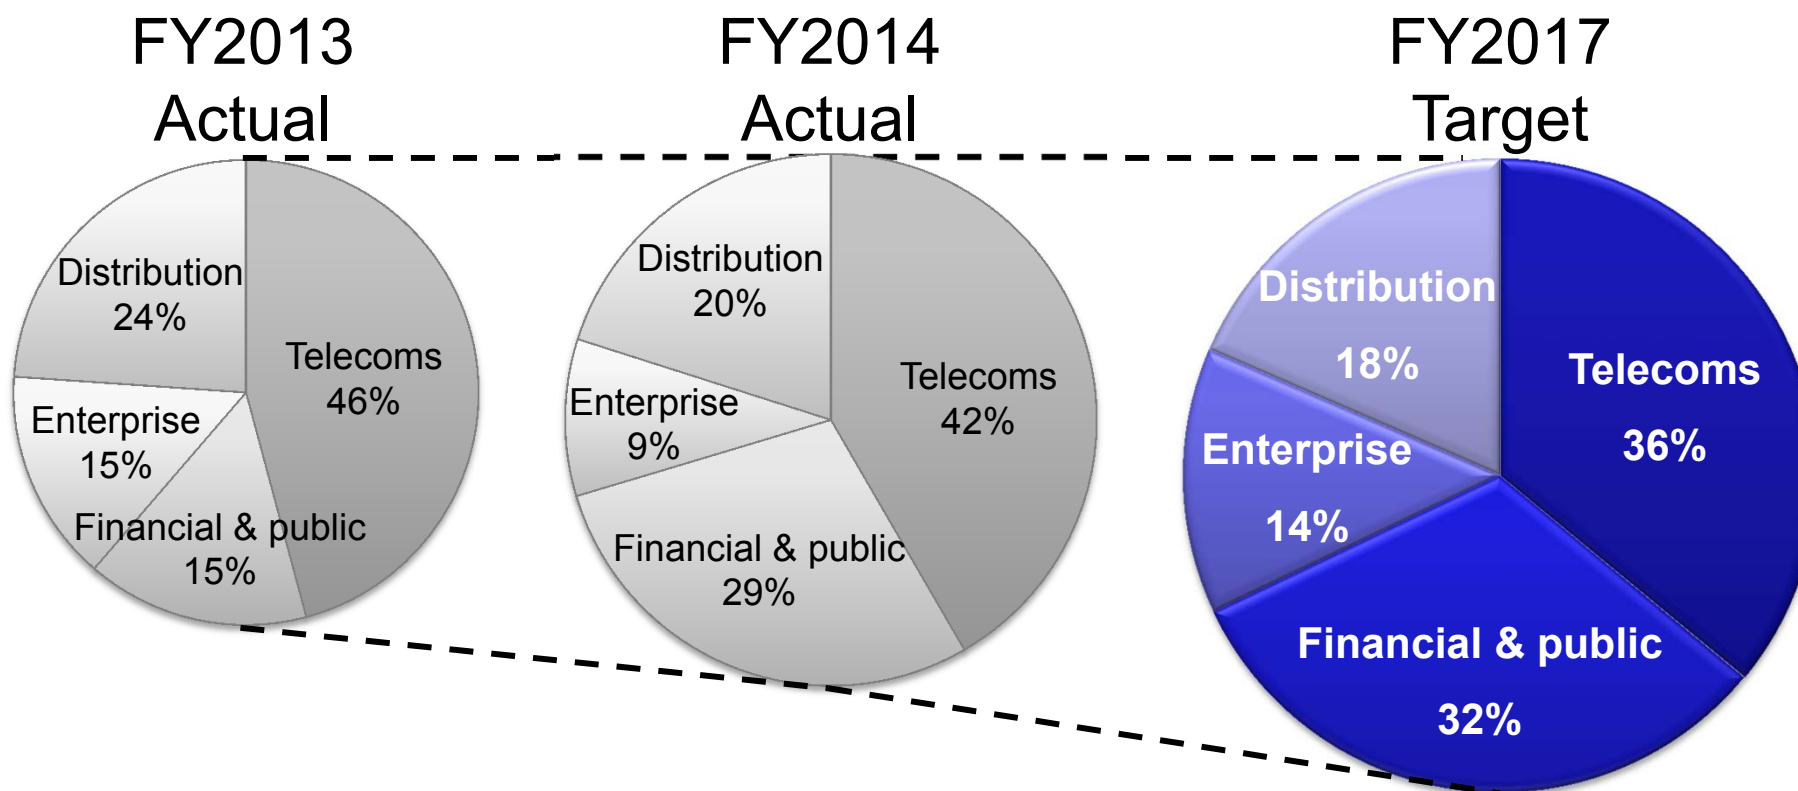 FY2013
Actual
Distribution
24%
Telecoms
46%
Enterprise
15%
Financial & public
15%
FY2014
Actual
Distribution
20%
Telecoms
42%
Enterprise
9%
Financial & public
29%
FY2017
Target
Distribution
18%
Telecoms
36%
Enterprise
14%
Financial & public
32%